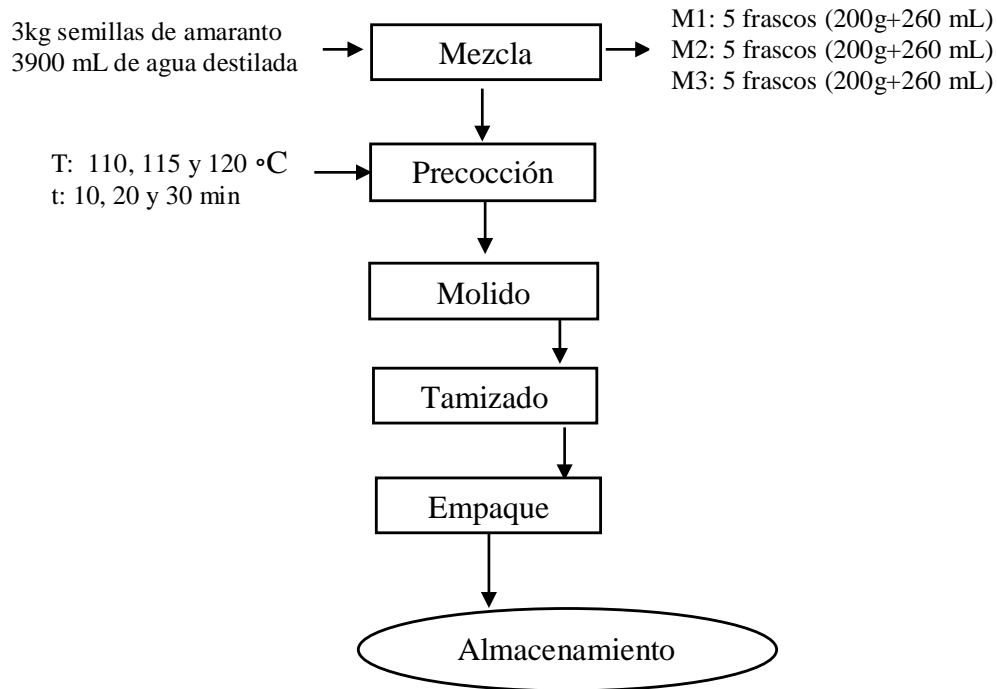 3kg semillas de amaranto
3900 mL de agua destilada
Mezcla
M1: 5 frascos (200g+260 mL)
M2: 5 frascos (200g+260 mL)
M3: 5 frascos (200g+260 mL)
T: 110, 115 y 120 °C
t: 10, 20 y 30 min
Precocción
Molido
Tamizado
Empaque
Almacenamiento